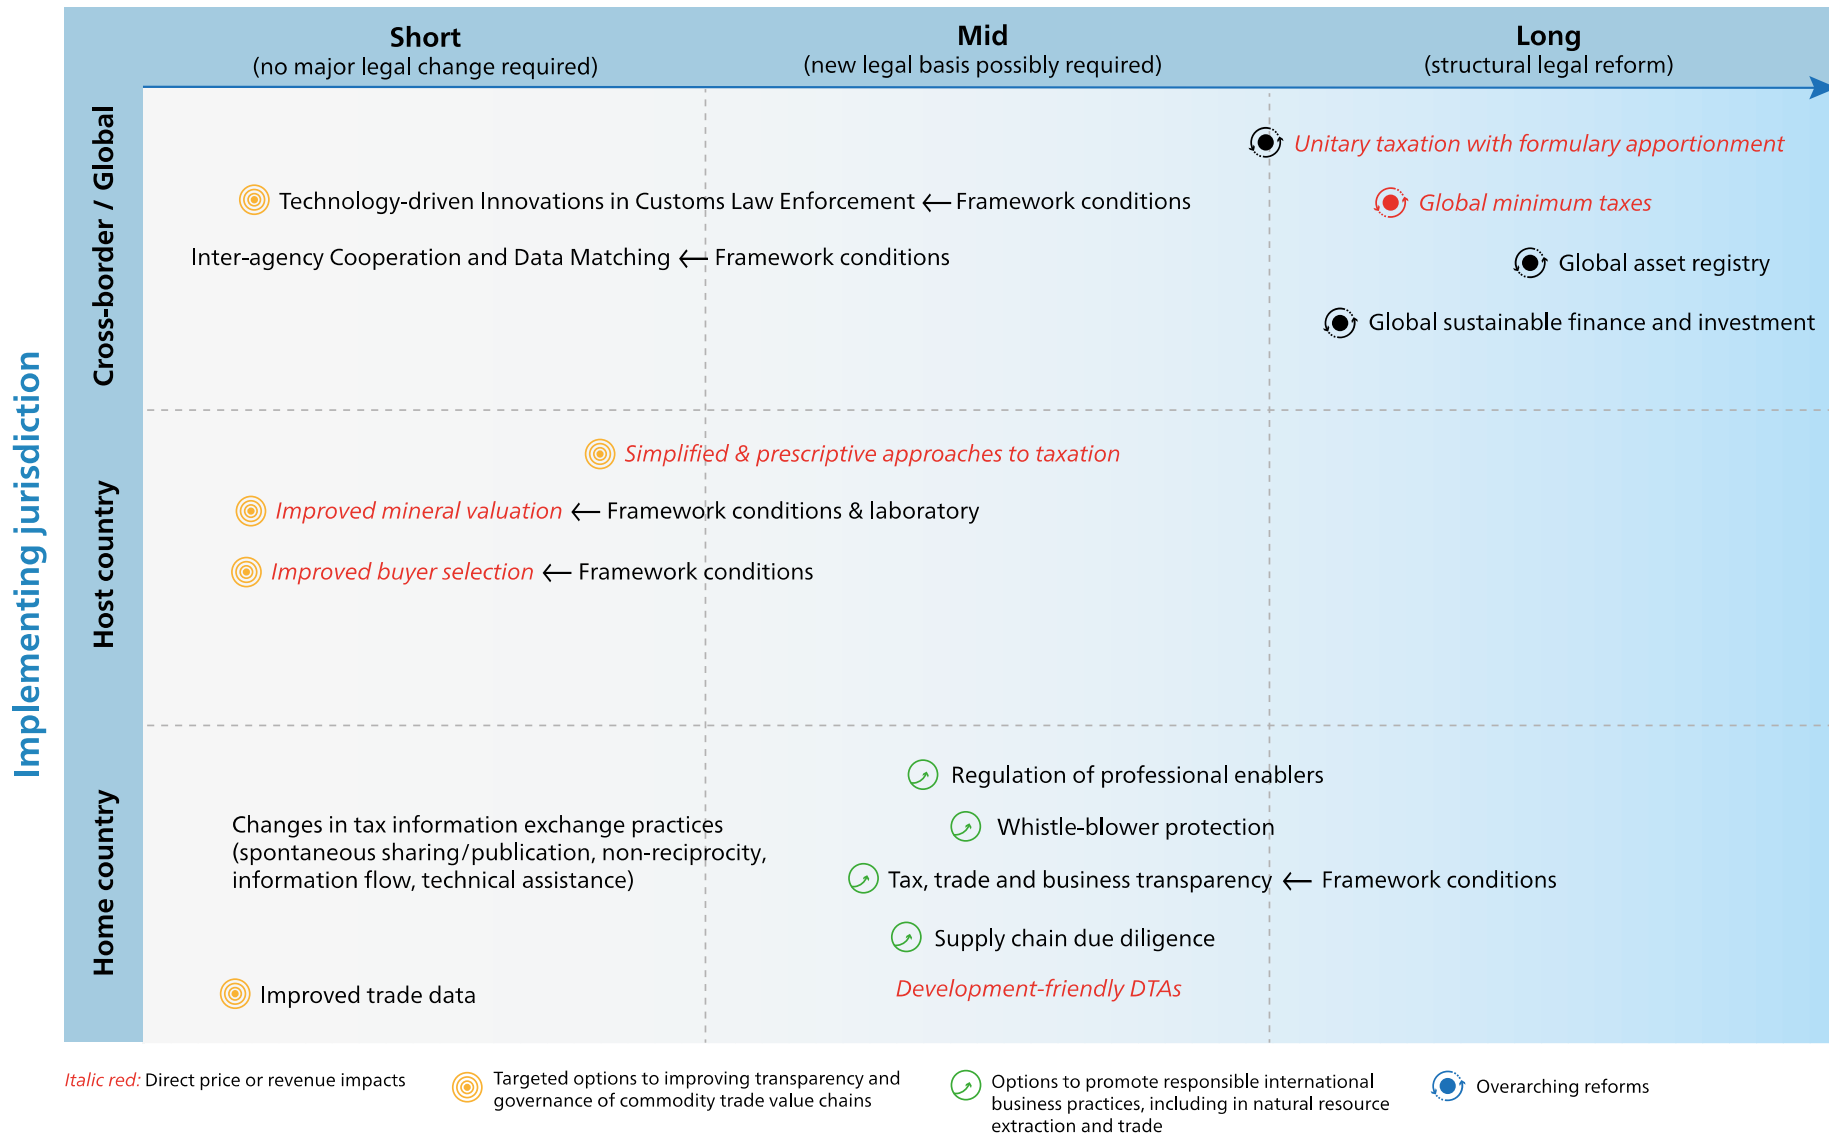 Short
(no major legal change required)
Mid
(new legal basis possibly required)
Long
(structural legal reform)
Implementing jurisdiction
Cross-border / Global
Unitary taxation with formulary apportionment
Technology-driven Innovations in Customs Law Enforcement ← Framework conditions
Global minimum taxes
Inter-agency Cooperation and Data Matching ← Framework conditions
Global asset registry
Global sustainable finance and investment
Host country
Simplified & prescriptive approaches to taxation
Improved mineral valuation ← Framework conditions & laboratory
Improved buyer selection ← Framework conditions
Home country
Regulation of professional enablers
Changes in tax information exchange practices
(spontaneous sharing/publication, non-reciprocity,
information flow, technical assistance)
Whistle-blower protection
Tax, trade and business transparency ← Framework conditions
Supply chain due diligence
Development-friendly DTAs
Improved trade data
Italic red: Direct price or revenue impacts
Targeted options to improving transparency and
governance of commodity trade value chains
Options to promote responsible international
business practices, including in natural resource
extraction and trade
Overarching reforms